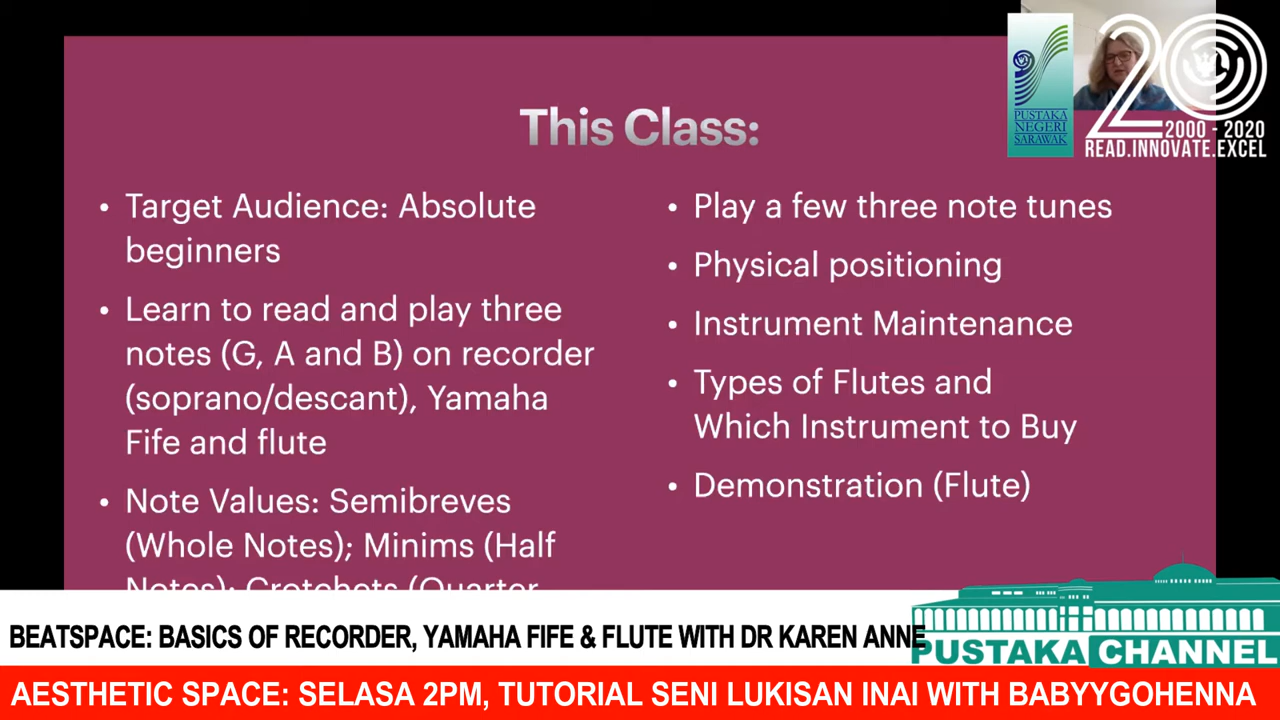 This Class:
• Target Audience: Absolute
beginners
• Learn to read and play three
notes (G, A and B) on recorder
(soprano/descant), Yamaha
Fife and flute
• Note Values: Semibreves
(Whole Notes); Minims (Half
Notes); Crotchets (Quarter
• Play a few three note tunes
• Physical positioning
• Instrument Maintenance
• Types of Flutes and
Which Instrument to Buy
• Demonstration (Flute)
PUSTAKA
NEGERI
SARAWAK
20
2000 - 2020
READ.INNOVATE.EXCEL
BEATSPACE: BASICS OF RECORDER, YAMAHA FIFE & FLUTE WITH DR KAREN ANNE
PUSTAKA CHANNEL
AESTHETIC SPACE: SELASA 2PM, TUTORIAL SENI LUKISAN INAI WITH BABYYGOHENNA